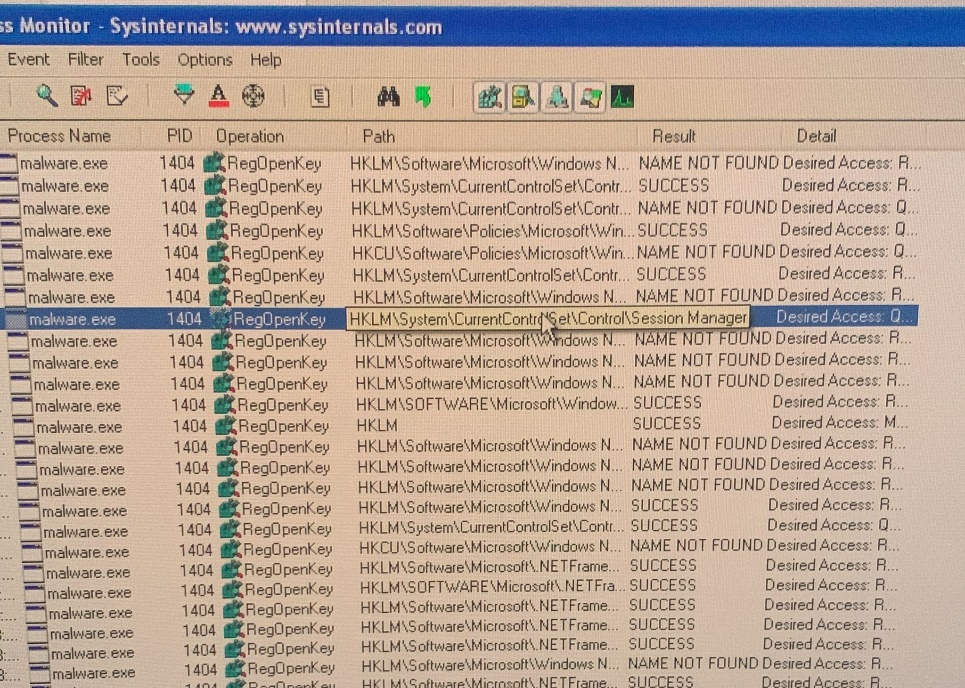 ss Monitor - Sysinternals: www.sysinternals.com
Event Filter Tools Options Help
Process Name PID Operation Path Result Detail
malware.exe 1404 RegOpenKey HKLM\Software\Microsoft\Windows N... NAME NOT FOUND Desired Access: R...
malware.exe 1404 RegOpenKey HKLM\System\CurrentControlSet\Contr... SUCCESS Desired Access: R...
malware.exe 1404 RegOpenKey HKLM\System\CurrentControlSet\Contr... NAME NOT FOUND Desired Access: Q...
malware.exe 1404 RegOpenKey HKLM\Software\Policies\Microsoft\Win... SUCCESS Desired Access: Q...
malware.exe 1404 RegOpenKey HKCU\Software\Policies\Microsoft\Win... NAME NOT FOUND Desired Access: Q...
malware.exe 1404 RegOpenKey HKLM\System\CurrentControlSet\Contr... SUCCESS Desired Access: R...
malware.exe 1404 RegOpenKey HKLM\Software\Microsoft\Windows N... NAME NOT FOUND Desired Access: R...
malware.exe 1404 RegOpenKey HKLM\System\CurrentControlSet\Control\Session Manager Desired Access: Q...
malware.exe 1404 RegOpenKey HKLM\Software\Microsoft\Windows N... NAME NOT FOUND Desired Access: R...
malware.exe 1404 RegOpenKey HKLM\Software\Microsoft\Windows N... NAME NOT FOUND Desired Access: R...
malware.exe 1404 RegOpenKey HKLM\Software\Microsoft\Windows N... NAME NOT FOUND Desired Access: R...
malware.exe 1404 RegOpenKey HKLM\SOFTWARE\Microsoft\Window... SUCCESS Desired Access: R...
malware.exe 1404 RegOpenKey HKLM SUCCESS Desired Access: M...
malware.exe 1404 RegOpenKey HKLM\Software\Microsoft\Windows N... NAME NOT FOUND Desired Access: R...
malware.exe 1404 RegOpenKey HKLM\Software\Microsoft\Windows N... NAME NOT FOUND Desired Access: R...
malware.exe 1404 RegOpenKey HKLM\Software\Microsoft\Windows N... NAME NOT FOUND Desired Access: R...
malware.exe 1404 RegOpenKey HKLM\Software\Microsoft\Windows N... SUCCESS Desired Access: R...
malware.exe 1404 RegOpenKey HKLM\System\CurrentControlSet\Contr... SUCCESS Desired Access: Q...
malware.exe 1404 RegOpenKey HKCU\Software\Microsoft\Windows N... NAME NOT FOUND Desired Access: R...
malware.exe 1404 RegOpenKey HKLM\Software\Microsoft\.NETFrame... SUCCESS Desired Access: R...
malware.exe 1404 RegOpenKey HKLM\SOFTWARE\Microsoft\.NETFra... SUCCESS Desired Access: R...
malware.exe 1404 RegOpenKey HKLM\Software\Microsoft\.NETFrame... SUCCESS Desired Access: R...
malware.exe 1404 RegOpenKey HKLM\Software\Microsoft\.NETFrame... SUCCESS Desired Access: R...
malware.exe 1404 RegOpenKey HKLM\Software\Microsoft\.NETFrame... SUCCESS Desired Access: R...
malware.exe 1404 RegOpenKey HKLM\Software\Microsoft\Windows N... NAME NOT FOUND Desired Access: R...
1404 RegOpenKey HKLM\Software\Microsoft\.NETFrame... SUCCESS Desired Access: R...